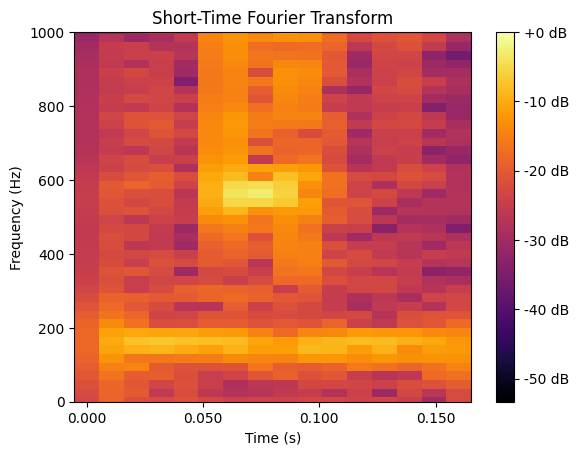 Short-Time Fourier Transform
1000
800
600
400
200
0
Frequency (Hz)
0.000
0.050
0.100
0.150
Time (s)
+0 dB
-10 dB
-20 dB
-30 dB
-40 dB
-50 dB